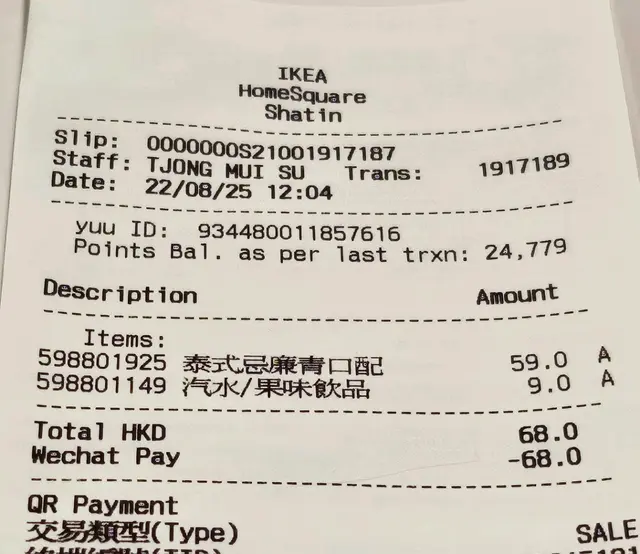 IKEA
HomeSquare
Shatin
Slip: 0000000S21001917187
Staff: TJONG MUI SU Trans: 1917189
Date: 22/08/25 12:04
yuu ID: 934480011857616
Points Bal. as per last trxn: 24,779
Description Amount
Items:
598801925 泰式忌廉青口配 59.0 A
598801149 汽水/果味飲品 9.0 A
Total HKD 68.0
Wechat Pay -68.0
QR Payment
交易類型(Type) SALE